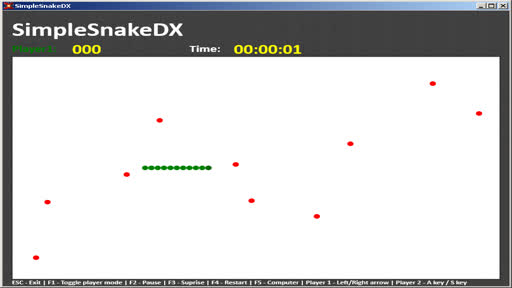 SimpleSnakeDX
SimpleSnakeDX
Player 1: 000 Time: 00:00:01
ESC - Exit | F1 - Toggle player mode | F2 - Pause | F3 - Suprise | F4 - Restart | F5 - Computer | Player 1 - Left/Right arrow | Player 2 - A key / S key